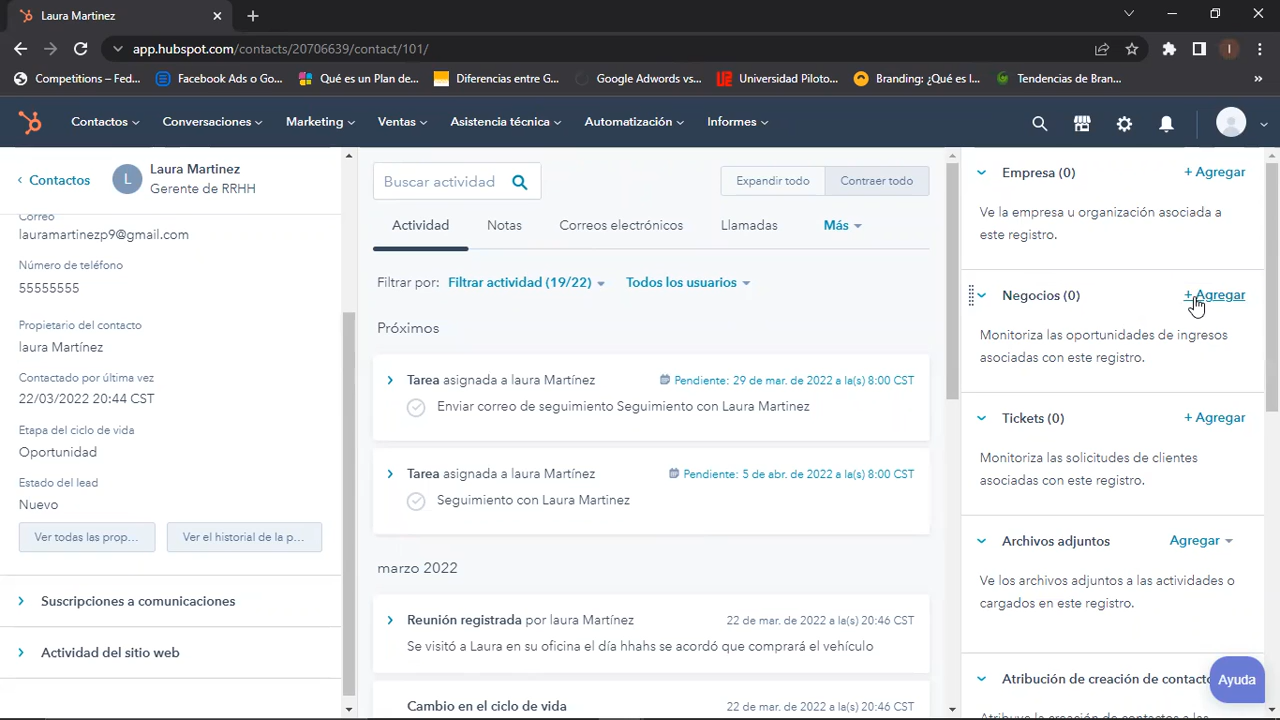 Laura Martinez
app.hubspot.com/contacts/20706639/contact/101/
I
Competitions – Fed...
Facebook Ads o Go...
Qué es un Plan de...
Diferencias entre G...
Google Adwords vs...
Universidad Piloto...
Branding: ¿Qué es l...
Tendencias de Bran...
»
Contactos
Conversaciones
Marketing
Ventas
Asistencia técnica
Automatización
Informes
Contactos
L
Laura Martinez
Gerente de RRHH
Correo
lauramartinezp9@gmail.com
Número de teléfono
55555555
Propietario del contacto
laura Martínez
Contactado por última vez
22/03/2022 20:44 CST
Etapa del ciclo de vida
Oportunidad
Estado del lead
Nuevo
Ver todas las prop...
Ver el historial de la p...
Suscripciones a comunicaciones
Actividad del sitio web
Buscar actividad
Expandir todo
Contraer todo
Actividad
Notas
Correos electrónicos
Llamadas
Más
Filtrar por: Filtrar actividad (19/22) Todos los usuarios
Próximos
Tarea asignada a laura Martínez
Pendiente: 29 de mar. de 2022 a la(s) 8:00 CST
Enviar correo de seguimiento Seguimiento con Laura Martinez
Tarea asignada a laura Martínez
Pendiente: 5 de abr. de 2022 a la(s) 8:00 CST
Seguimiento con Laura Martinez
marzo 2022
Reunión registrada por laura Martínez
22 de mar. de 2022 a la(s) 20:46 CST
Se visitó a Laura en su oficina el día hhahs se acordó que comprará el vehículo
Cambio en el ciclo de vida
22 de mar. de 2022 a la(s) 20:46 CST
Empresa (0)
+ Agregar
Ve la empresa u organización asociada a
este registro.
Negocios (0)
+ Agregar
Monitoriza las oportunidades de ingresos
asociadas con este registro.
Tickets (0)
+ Agregar
Monitoriza las solicitudes de clientes
asociadas con este registro.
Archivos adjuntos
Agregar
Ve los archivos adjuntos a las actividades o
cargados en este registro.
Atribución de creación de contacto
Atribuye la creación de contactos a las
Ayuda